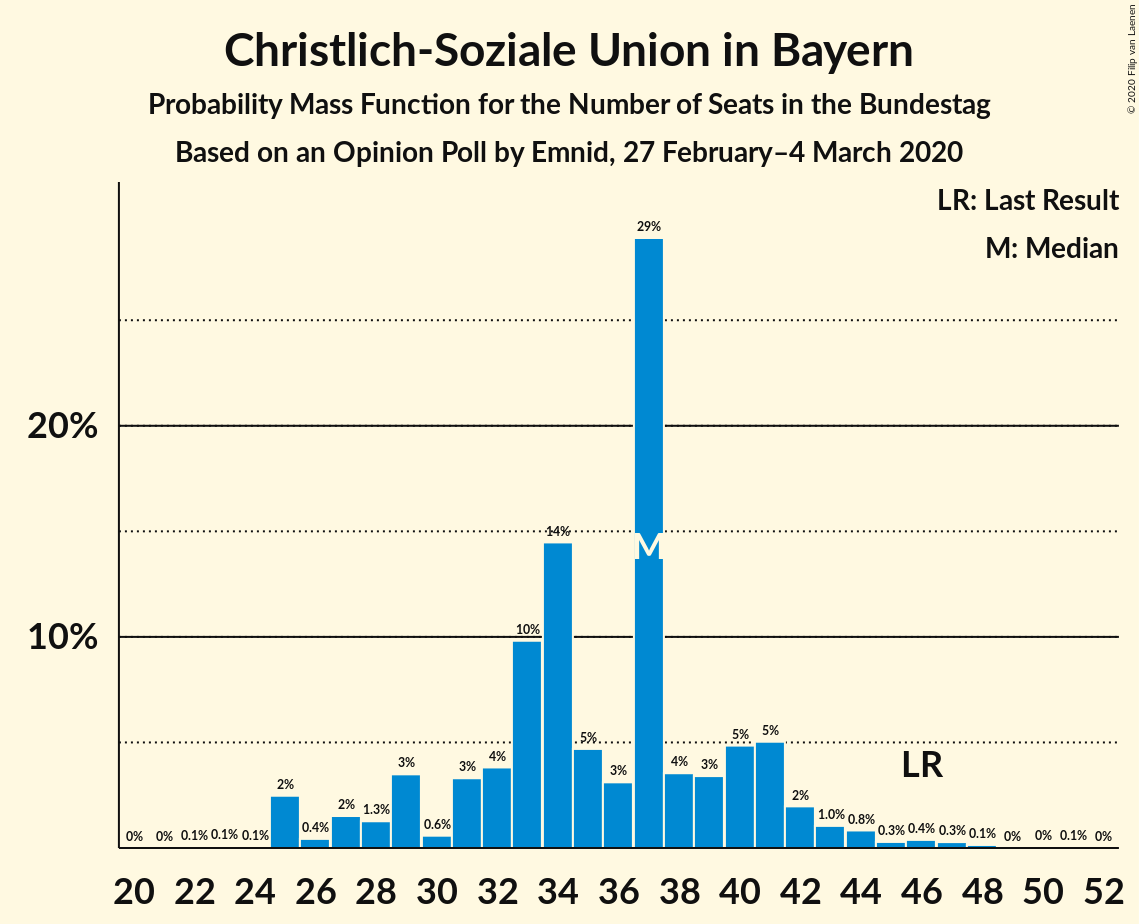 Christlich-Soziale Union in Bayern
Probability Mass Function for the Number of Seats in the Bundestag
Based on an Opinion Poll by Emnid, 27 February–4 March 2020
© 2020 Filip van Laenen
LR: Last Result
M: Median
20%
10%
0% 0% 0.1% 0.1% 0.1% 2% 0.4% 2% 1.3% 3% 0.6% 3% 4% 10% 14% 5% 3% 29% 4% 3% 5% 5% 2% 1.0% 0.8% 0.3% 0.4% 0.3% 0.1% 0% 0% 0.1% 0%
M
LR
20 22 24 26 28 30 32 34 36 38 40 42 44 46 48 50 52